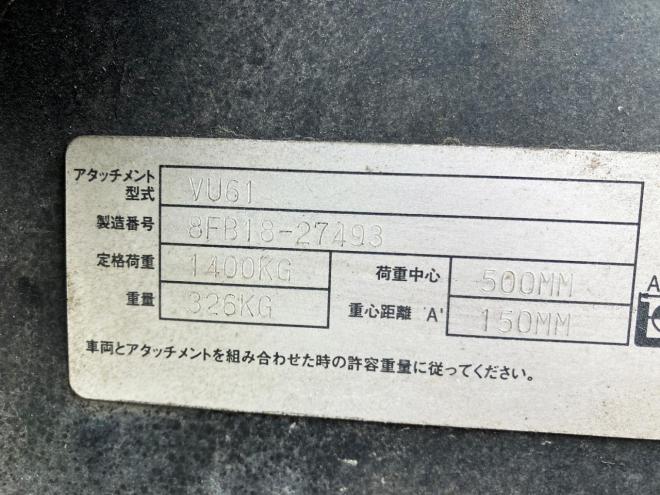 アタッチメント型式 VU61
製造番号 8FB18-27493
定格荷重 1400KG 荷重中心 500MM
重量 326KG 重心距離 'A' 150MM
車両とアタッチメントを組み合わせた時の許容重量に従ってください。
A